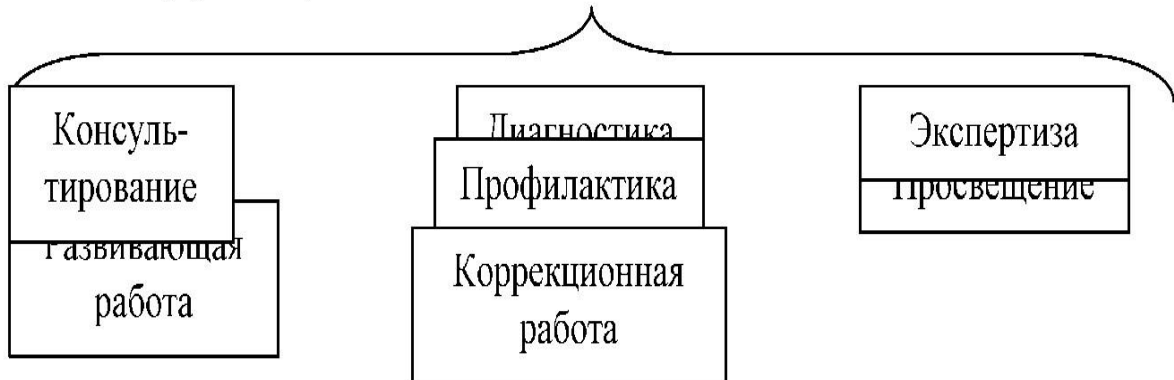 Консуль-
тирование
Развивающая
работа
Диагностика
Профилактика
Коррекционная
работа
Экспертиза
Просвещение